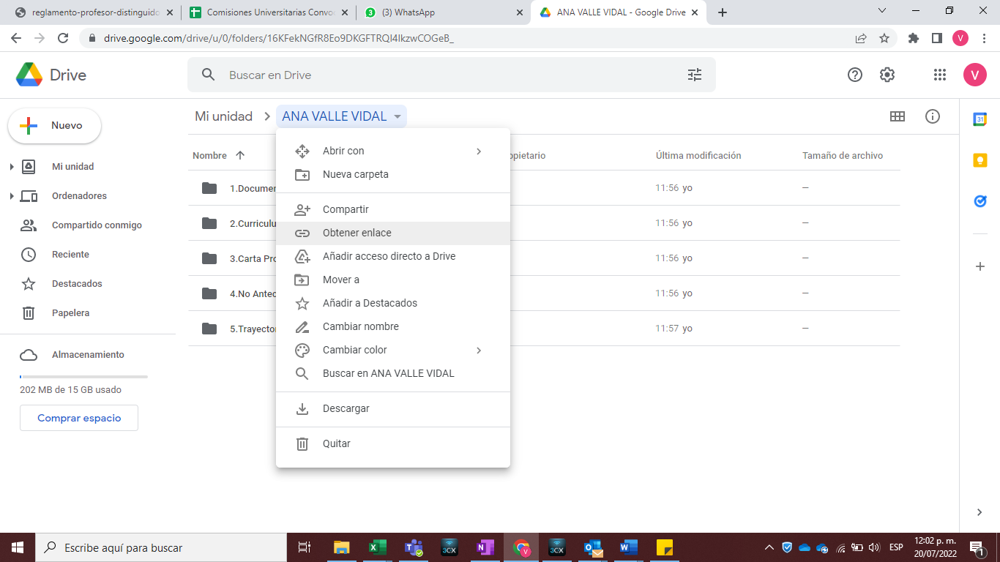 reglamento-profesor-distinguido
Comisiones Universitarias Convoc
(3) WhatsApp
ANA VALLE VIDAL - Google Drive
drive.google.com/drive/u/0/folders/16KFekNGfR8Eo9DKGFTRQI4IkzwCOGeB_
V
Drive
Buscar en Drive
V
Nuevo
Mi unidad
Ordenadores
Compartido conmigo
Reciente
Destacados
Papelera
Almacenamiento
202 MB de 15 GB usado
Comprar espacio
Mi unidad
ANA VALLE VIDAL
Nombre
opietario
Última modificación
Tamaño de archivo
1.Documen
11:56 yo
—
2.Curriculu
11:56 yo
—
3.Carta Pro
11:56 yo
—
4.No Antec
11:56 yo
—
5.Trayector
11:57 yo
—
Abrir con
Nueva carpeta
Compartir
Obtener enlace
Añadir acceso directo a Drive
Mover a
Añadir a Destacados
Cambiar nombre
Cambiar color
Buscar en ANA VALLE VIDAL
Descargar
Quitar
31
Escribe aquí para buscar
3CX
V
3CX
ESP
12:02 p. m.
20/07/2022
1